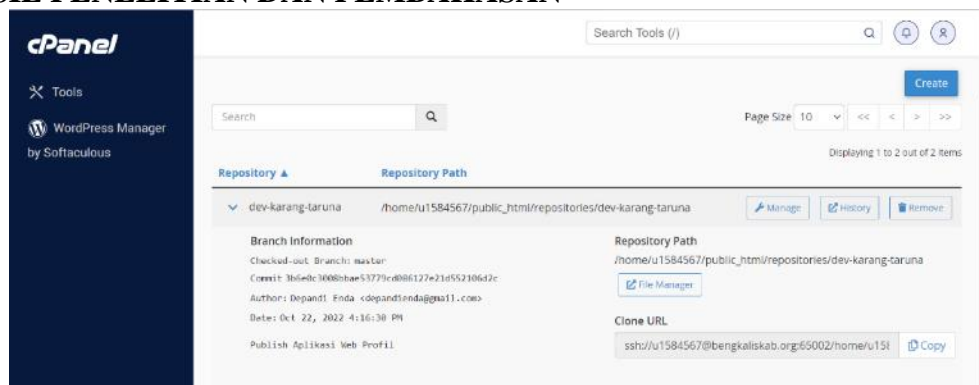 cPanel
Search Tools (/)
Tools
WordPress Manager
by Softaculous
Create
Search
Page Size 10
<< < > >>
Displaying 1 to 2 out of 2 items
Repository ▲ Repository Path
dev-karang-taruna /home/u1584567/public_html/repositories/dev-karang-taruna Manage History Remove
Branch Information
Checked-out Branch: master
Author: Depandi Enda <depandienda@gmail.com>
Date: Oct 22, 2022 4:16:30 PM
Publish Aplikasi Web Profil
Repository Path
/home/u1584567/public_html/repositories/dev-karang-taruna
File Manager
Clone URL
ssh://u1584567@bengkaliskab.org:65002/home/u15 Copy